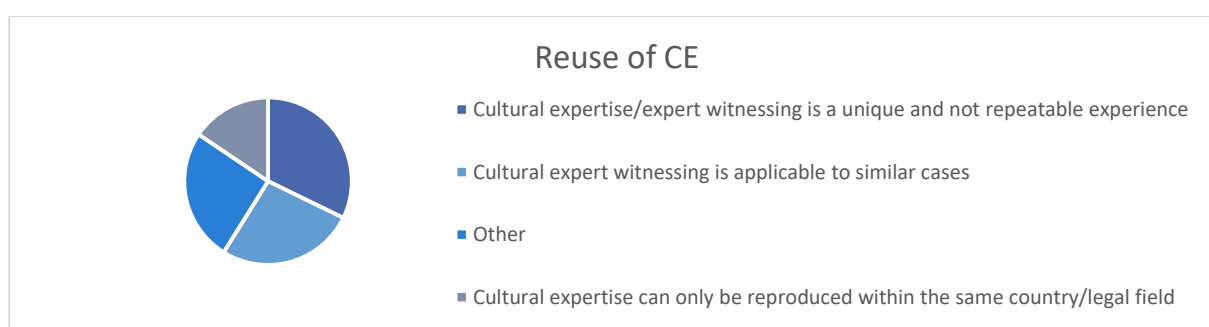 Reuse of CE
Cultural expertise/expert witnessing is a unique and not repeatable experience
Cultural expert witnessing is applicable to similar cases
Other
Cultural expertise can only be reproduced within the same country/legal field